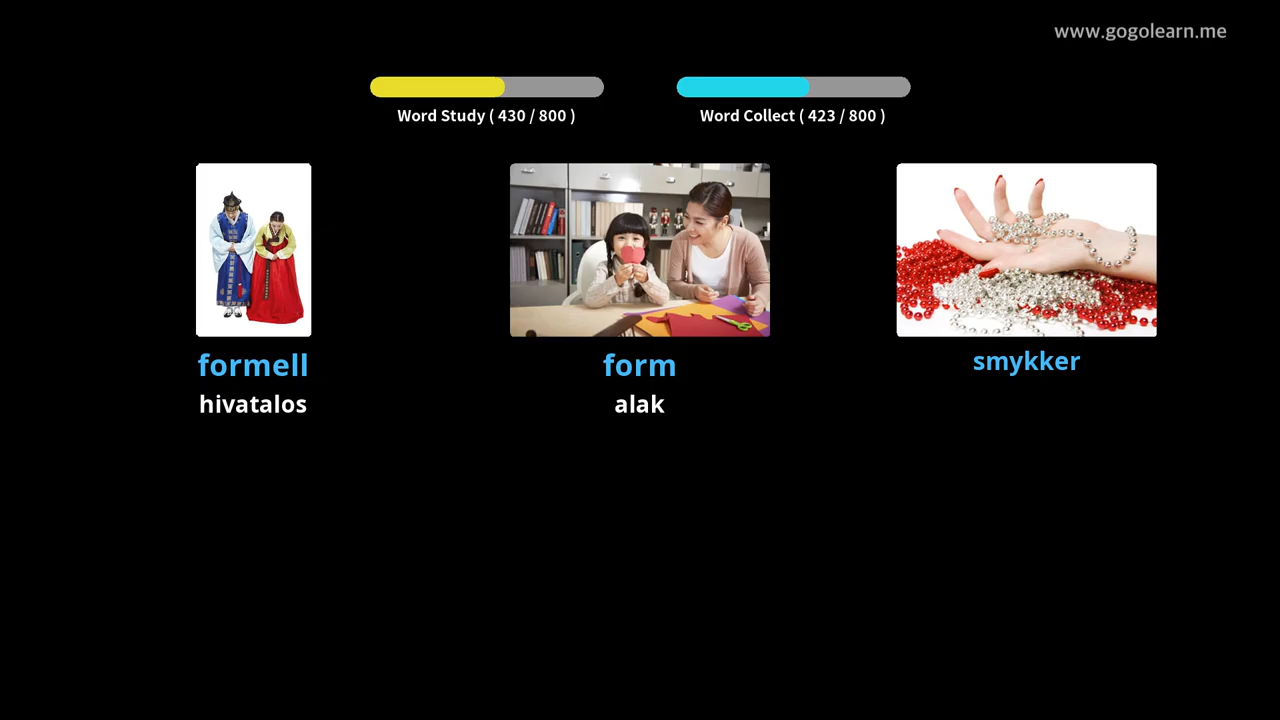 www.gogolearn.me
Word Study ( 430 / 800 )
Word Collect ( 423 / 800 )
formell
hivatalos
form
alak
smykker